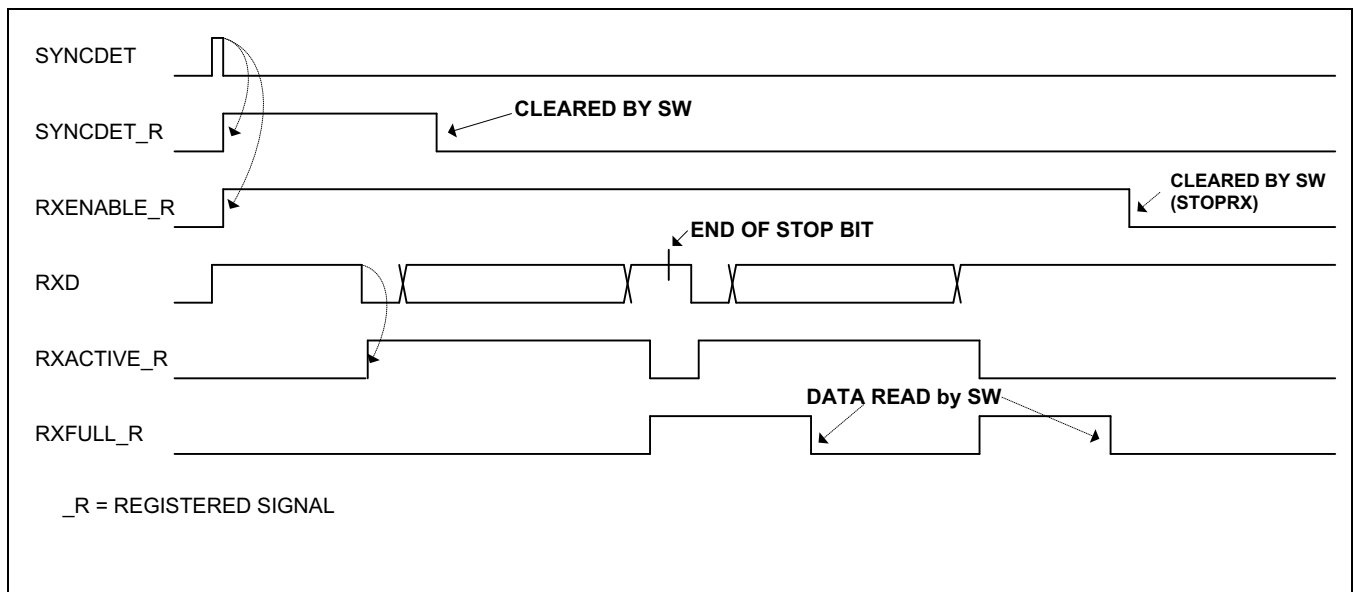 SYNCDET
SYNCDET_R
CLEARED BY SW
RXENABLE_R
CLEARED BY SW
(STOPRX)
END OF STOP BIT
RXD
RXACTIVE_R
DATA READ by SW
RXFULL_R
_R = REGISTERED SIGNAL